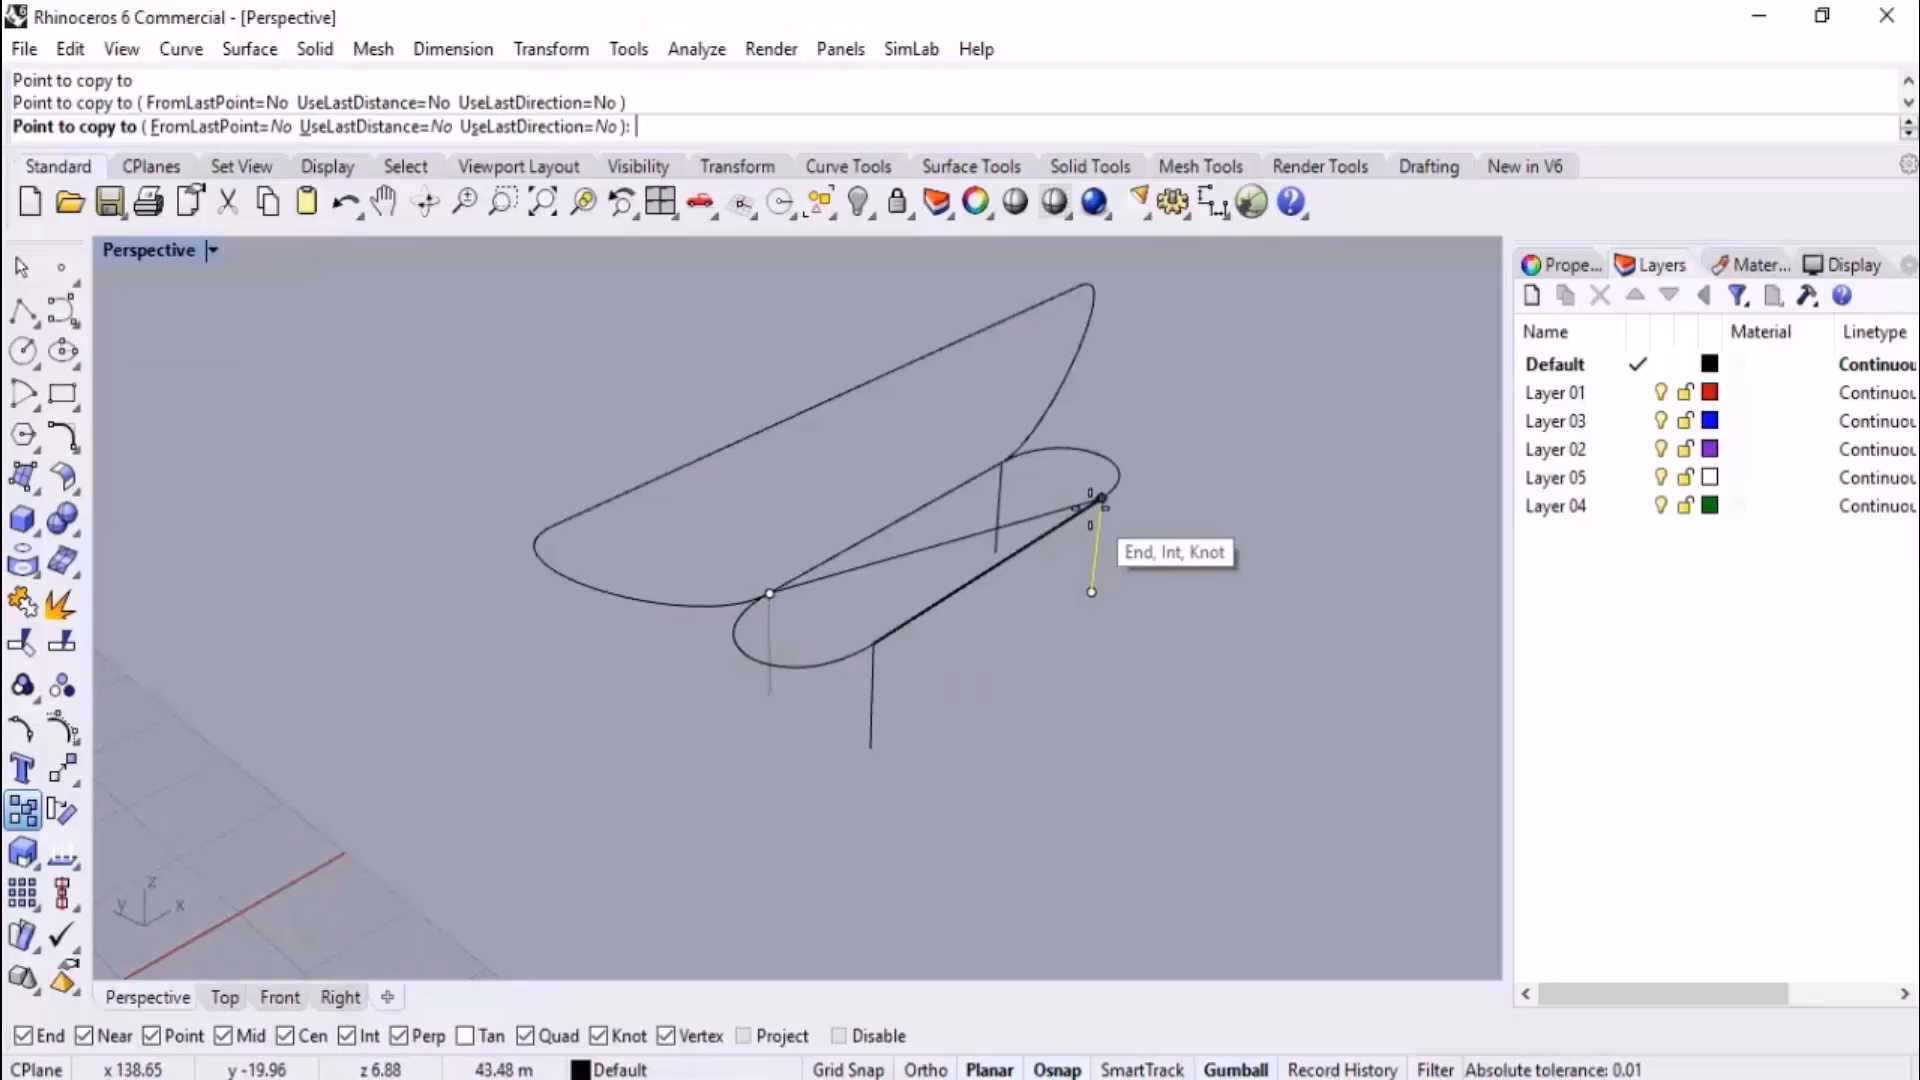 Rhinoceros 6 Commercial - [Perspective]
File Edit View Curve Surface Solid Mesh Dimension Transform Tools Analyze Render Panels SimLab Help
Point to copy to
Point to copy to ( FromLastPoint=No UseLastDistance=No UseLastDirection=No )
Point to copy to ( FromLastPoint=No UseLastDistance=No UseLastDirection=No ):
Standard CPlanes Set View Display Select Viewport Layout Visibility Transform Curve Tools Surface Tools Solid Tools Mesh Tools Render Tools Drafting New in V6
Perspective
Prope... Layers Mater... Display
Name Material Linetype
Default Continuou
Layer 01 Continuou
Layer 03 Continuou
Layer 02 Continuou
Layer 05 Continuou
Layer 04 Continuou
End, Int, Knot
z
y x
Perspective Top Front Right
End Near Point Mid Cen Int Perp Tan Quad Knot Vertex Project Disable
CPlane x 138.65 y -19.96 z 6.88 43.48 m Default Grid Snap Ortho Planar Osnap SmartTrack Gumball Record History Filter Absolute tolerance: 0.01